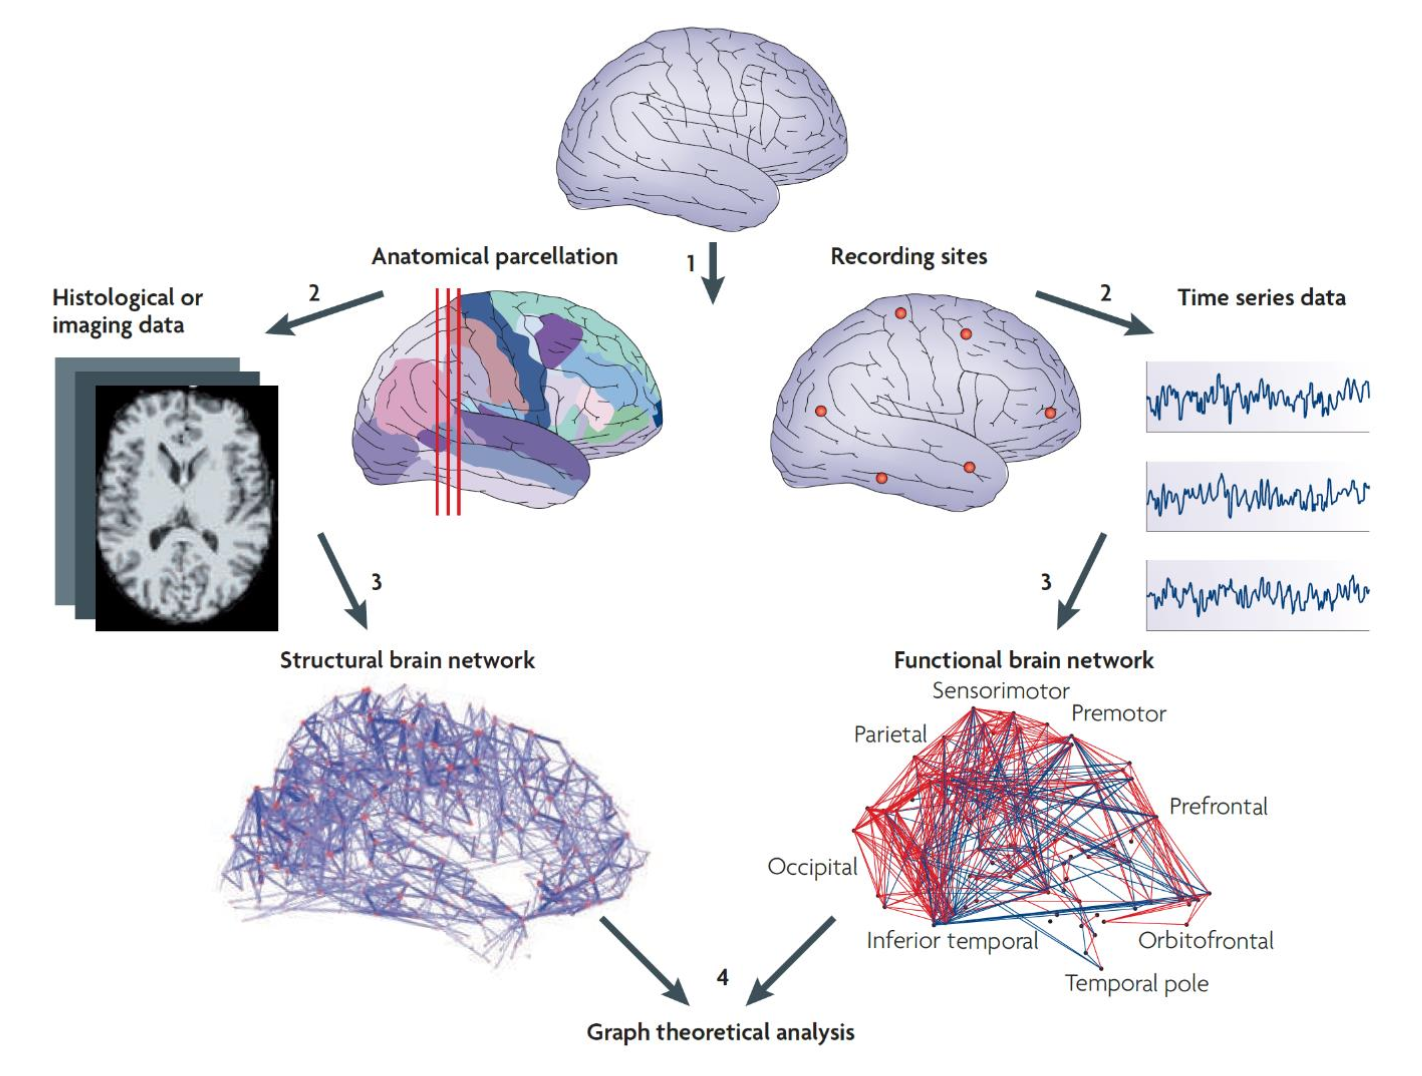 Anatomical parcellation
1
Recording sites
Histological or
imaging data
2
2
Time series data
3
3
Structural brain network
Functional brain network
Sensorimotor
Premotor
Parietal
Prefrontal
Occipital
Inferior temporal
Orbitofrontal
Temporal pole
4
Graph theoretical analysis